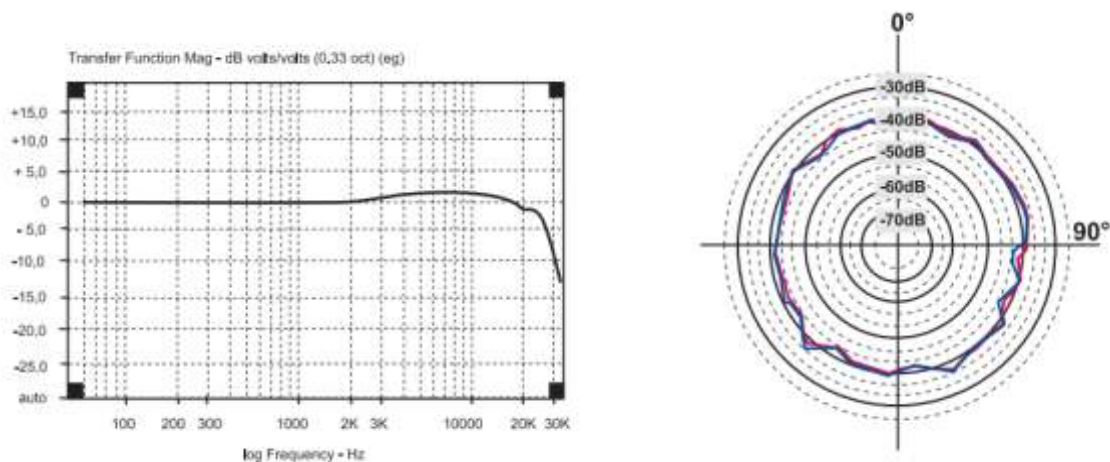 Transfer Function Mag - dB volts/volts (0.33 oct) (eg)
+15,0
+10,0
+ 5,0
0
- 5,0
-10,0
-15,0
-20,0
-25,0
auto
100 200 300 1000 2K 3K 10000 20K 30K
log Frequency - Hz
0°
-30dB
-40dB
-50dB
-60dB
-70dB
90°